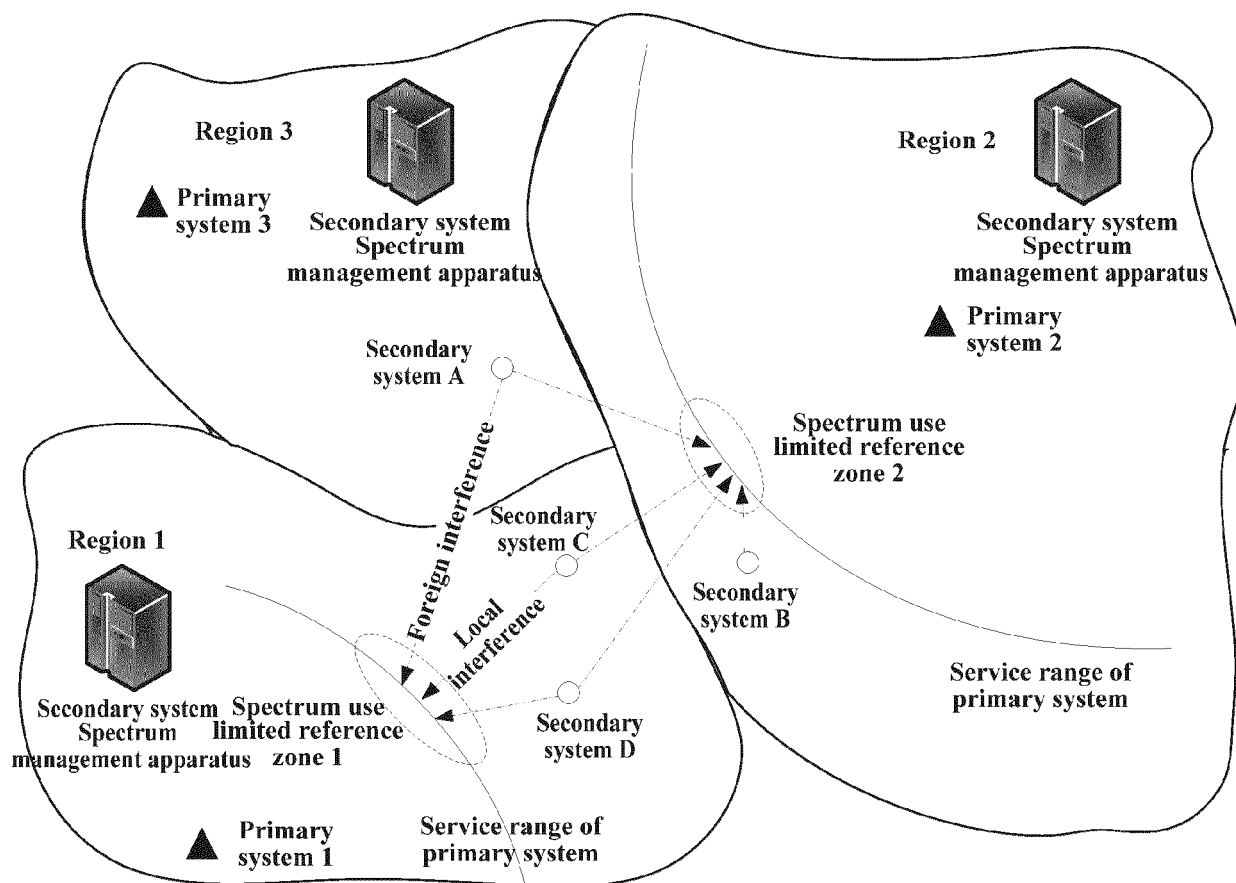 Region 3
Primary
system 3
Secondary system
Spectrum
management apparatus
Region 2
Secondary system
Spectrum
management apparatus
Primary
system 2
Secondary
system A
Spectrum use
limited reference
zone 2
Foreign interference
Secondary
system C
Local
interference
Secondary
system B
Region 1
Secondary system
Spectrum
management apparatus
Spectrum use
limited reference
zone 1
Secondary
system D
Service range of
primary system
Primary
system 1
Service range of
primary system